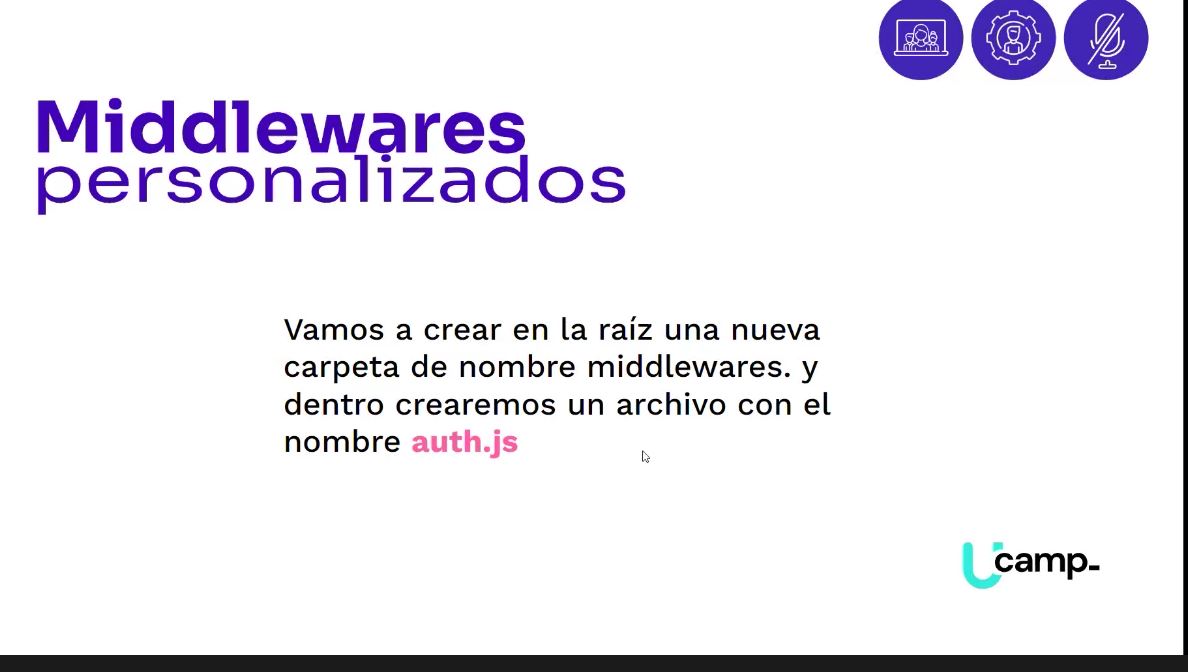 Middlewares
personalizados
Vamos a crear en la raíz una nueva
carpeta de nombre middlewares. y
dentro crearemos un archivo con el
nombre auth.js
Ucamp-